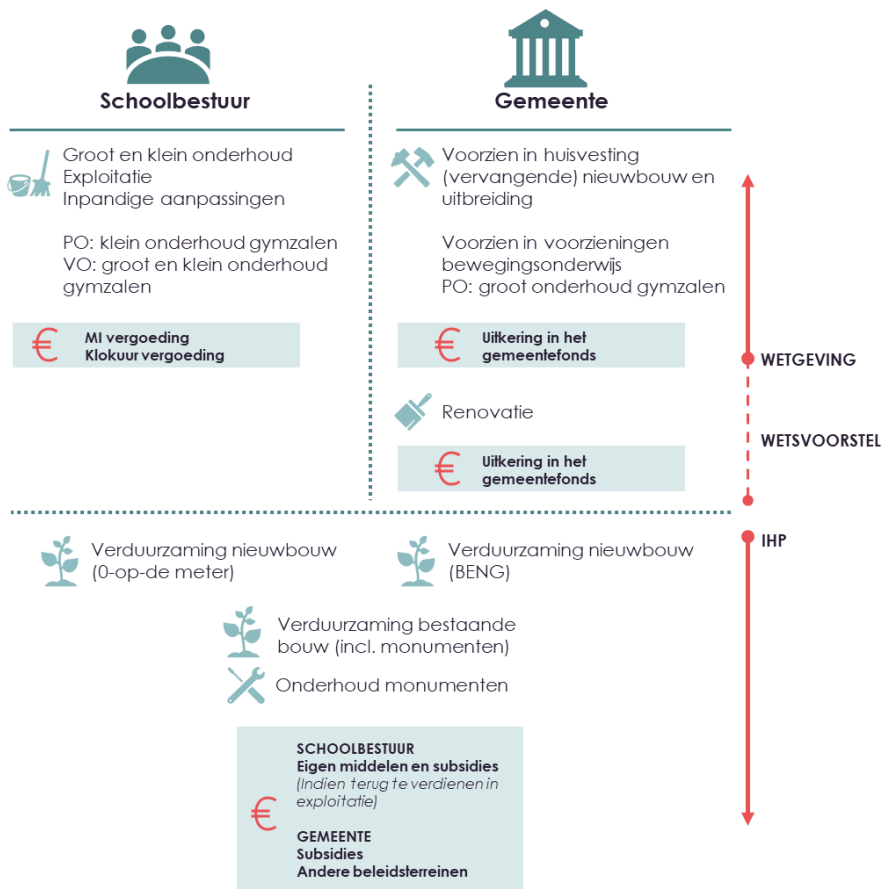 Schoolbestuur
Groot en klein onderhoud
Exploitatie
Inpandige aanpassingen
PO: klein onderhoud gymzalen
VO: groot en klein onderhoud
gymzalen
€
MI vergoeding
Klokuur vergoeding
Gemeente
Voorzien in huisvesting
(vervangende) nieuwbouw en
uitbreiding
Voorzien in voorzieningen
bewegingsonderwijs
PO: groot onderhoud gymzalen
€
Uitkering in het
gemeentefonds
Renovatie
€
Uitkering in het
gemeentefonds
WETGEVING
WETSVOORSTEL
IHP
Verduurzaming nieuwbouw
(0-op-de meter)
Verduurzaming nieuwbouw
(BENG)
Verduurzaming bestaande
bouw (incl. monumenten)
Onderhoud monumenten
€
SCHOOLBESTUUR
Eigen middelen en subsidies
(Indien terug te verdienen in
exploitatie)
GEMEENTE
Subsidies
Andere beleidsterreinen